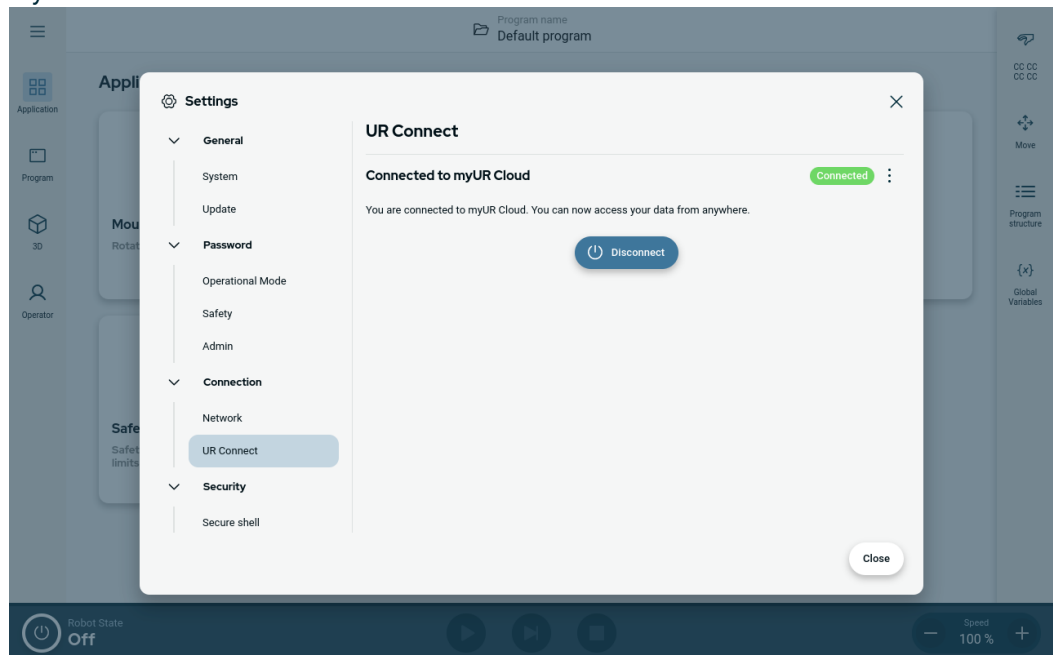 Program name
Default program
Application
Program
3D
Operator
Appli
Mou
Rotat
Safe
Safet
limits
Settings
General
System
Update
Password
Operational Mode
Safety
Admin
Connection
Network
UR Connect
Security
Secure shell
UR Connect
Connected to myUR Cloud
Connected
You are connected to myUR Cloud. You can now access your data from anywhere.
Disconnect
Close
CC CC
CC CC
Move
Program
structure
{x}
Global
Variables
Robot State
Off
Speed
100 %